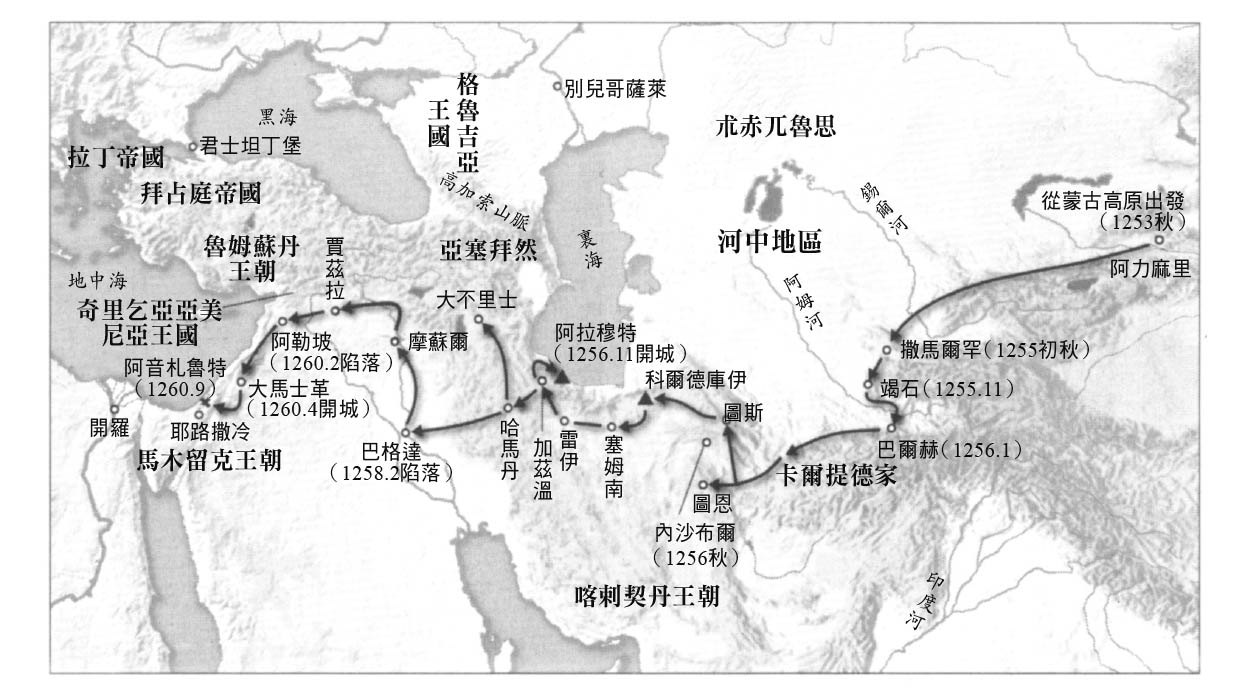 別兒哥薩萊
格魯吉亞
王國
黑海
君士坦丁堡
拉丁帝國
拜占庭帝國
高加索山脈
朮赤兀魯思
錫爾河
從蒙古高原出發
(1253秋)
阿力麻里
河中地區
阿姆河
裏海
亞塞拜然
魯姆蘇丹
王朝
賈茲拉
地中海
奇里乞亞亞美
尼亞王國
大不里士
阿拉穆特
(1256.11開城)
摩蘇爾
阿勒坡
(1260.2陷落)
阿音札魯特
(1260.9)
大馬士革
(1260.4開城)
開羅
耶路撒冷
馬木留克王朝
巴格達
(1258.2陷落)
哈馬丹
加茲溫
雷伊
塞姆南
科爾德庫伊
圖斯
圖恩
內沙布爾
(1256秋)
撒馬爾罕(1255初秋)
竭石(1255.11)
巴爾赫(1256.1)
卡爾提德家
喀剌契丹王朝
印度河